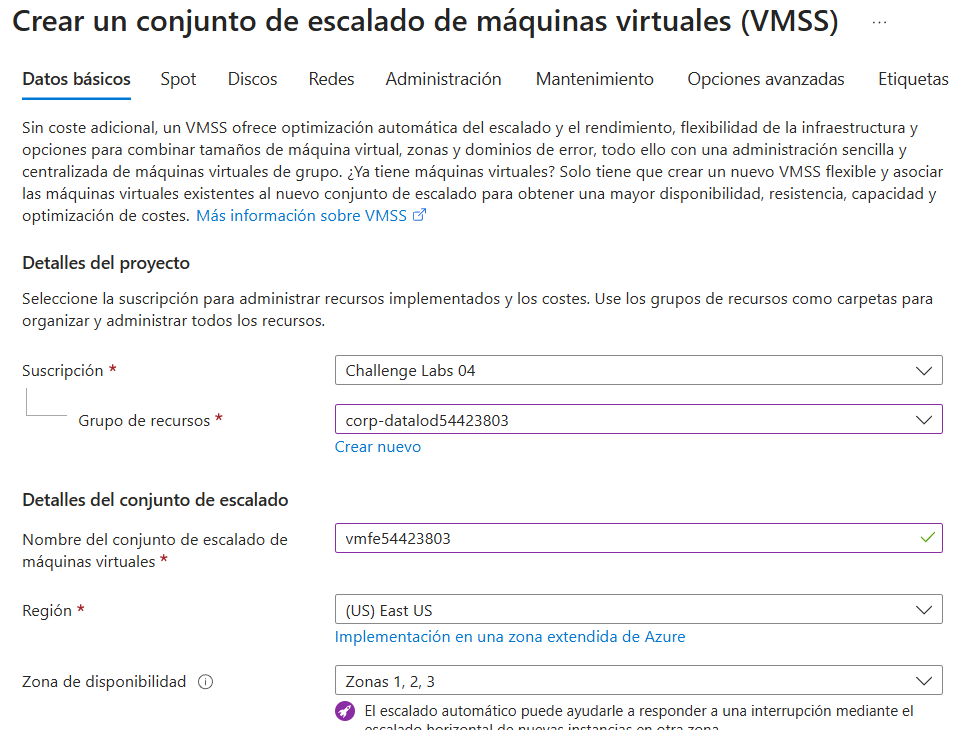 Crear un conjunto de escalado de máquinas virtuales (VMSS) ...
Datos básicos Spot Discos Redes Administración Mantenimiento Opciones avanzadas Etiquetas
Sin coste adicional, un VMSS ofrece optimización automática del escalado y el rendimiento, flexibilidad de la infraestructura y
opciones para combinar tamaños de máquina virtual, zonas y dominios de error, todo ello con una administración sencilla y
centralizada de máquinas virtuales de grupo. ¿Ya tiene máquinas virtuales? Solo tiene que crear un nuevo VMSS flexible y asociar
las máquinas virtuales existentes al nuevo conjunto de escalado para obtener una mayor disponibilidad, resistencia, capacidad y
optimización de costes. Más información sobre VMSS
Detalles del proyecto
Seleccione la suscripción para administrar recursos implementados y los costes. Use los grupos de recursos como carpetas para
organizar y administrar todos los recursos.
Suscripción * Challenge Labs 04
Grupo de recursos * corp-datalod54423803
Crear nuevo
Detalles del conjunto de escalado
Nombre del conjunto de escalado de
máquinas virtuales * vmfe54423803
Región * (US) East US
Implementación en una zona extendida de Azure
Zona de disponibilidad Zonas 1, 2, 3
El escalado automático puede ayudarle a responder a una interrupción mediante el
escalado horizontal de nuevas instancias en otra zona.